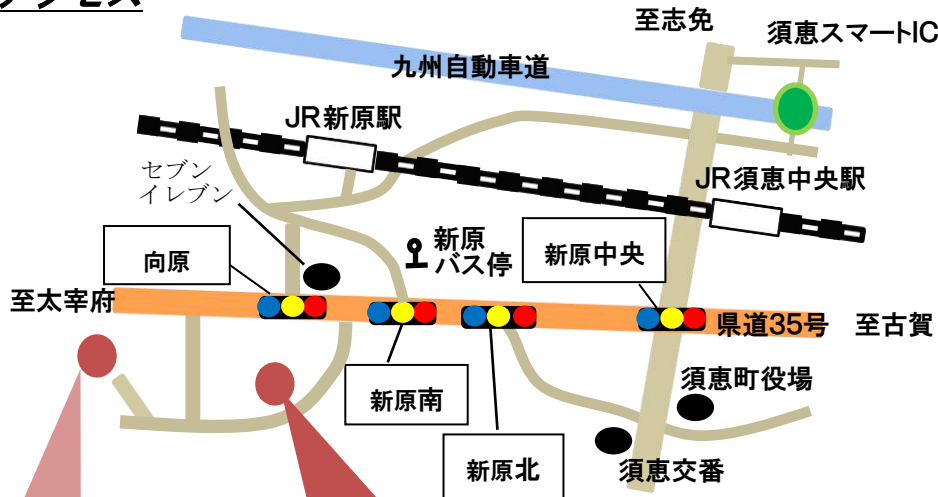 アクセス
至志免
須恵スマートIC
九州自動車道
JR新原駅
セブン
イレブン
JR須恵中央駅
新原
バス停
新原中央
向原
至太宰府
県道35号 至古賀
新原南
須恵町役場
新原北
須恵交番